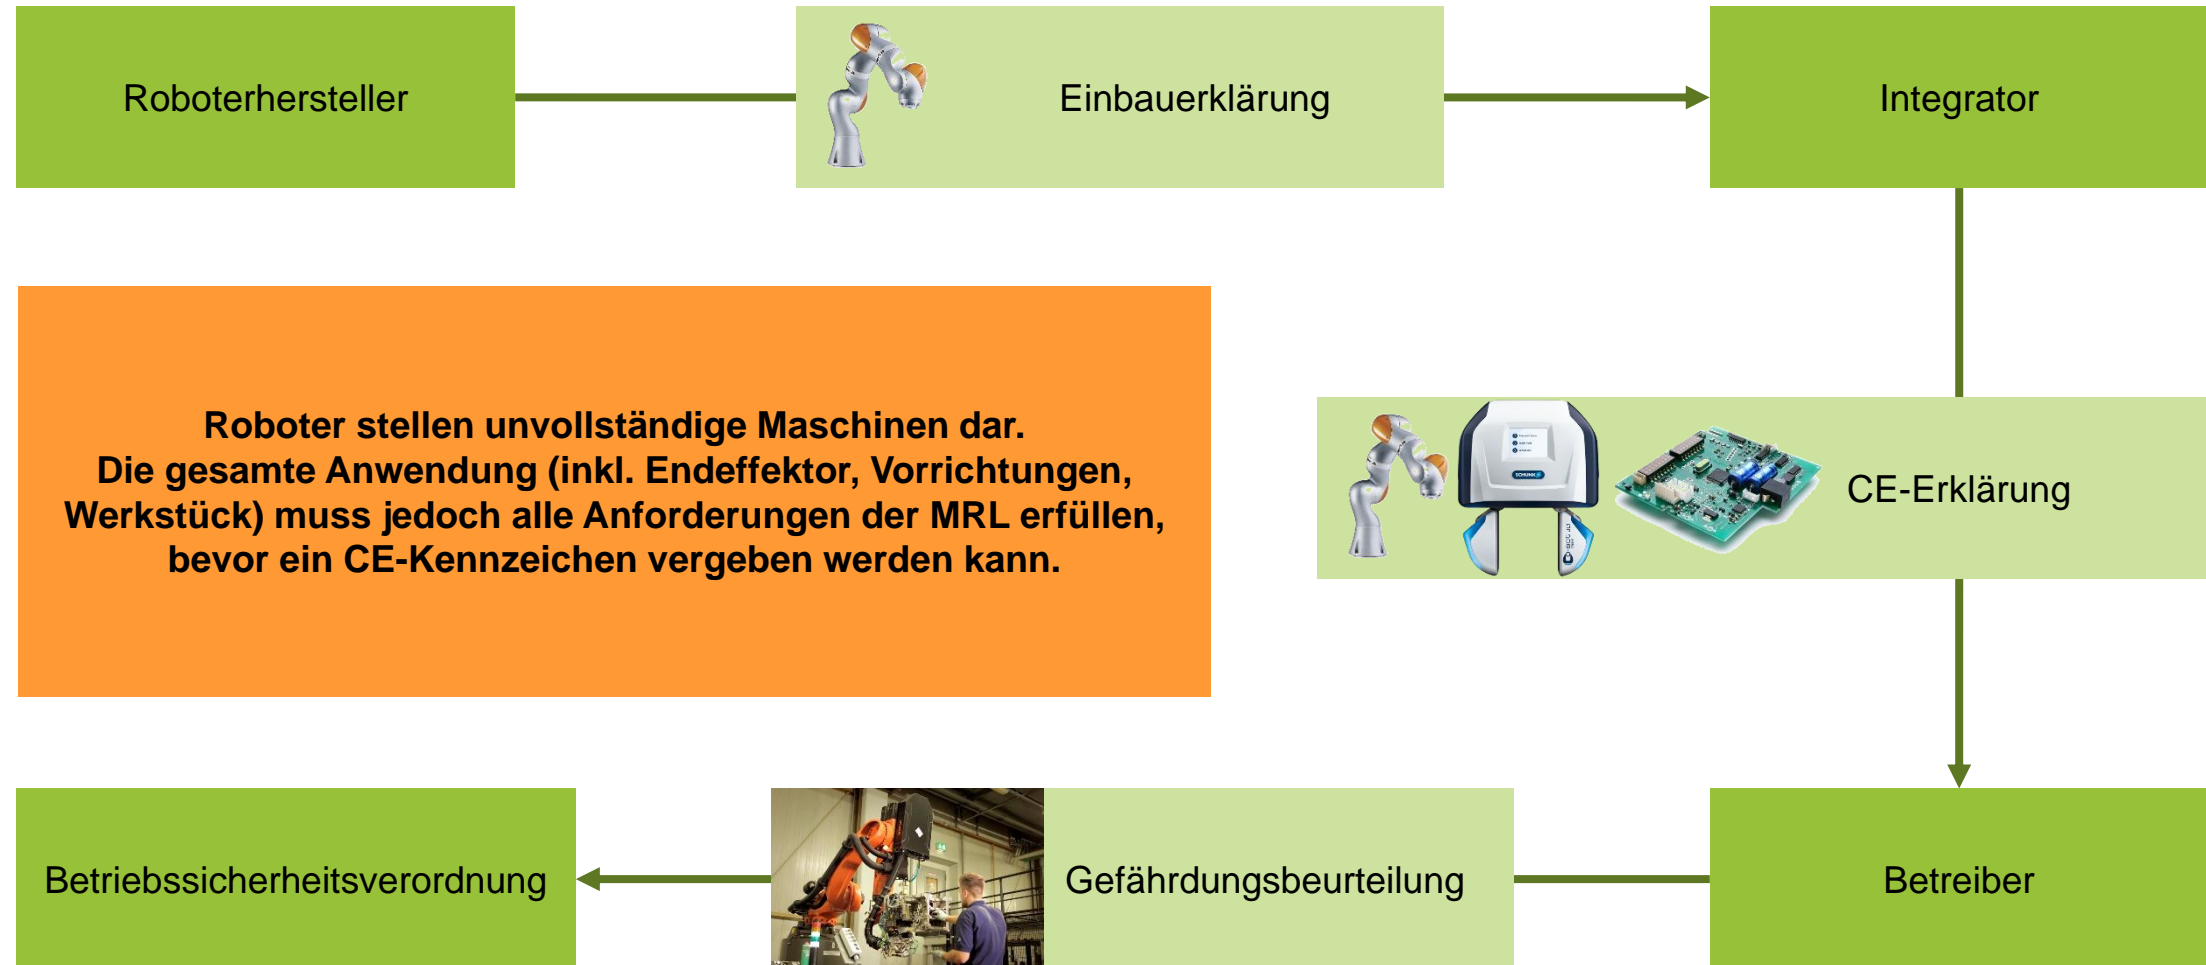 Roboterhersteller
Einbauerklärung
Integrator
Roboter stellen unvollständige Maschinen dar.
Die gesamte Anwendung (inkl. Endeffektor, Vorrichtungen,
Werkstück) muss jedoch alle Anforderungen der MRL erfüllen,
bevor ein CE-Kennzeichen vergeben werden kann.
SCHUNK
CE-Erklärung
Betriebssicherheitsverordnung
Gefährdungsbeurteilung
Betreiber